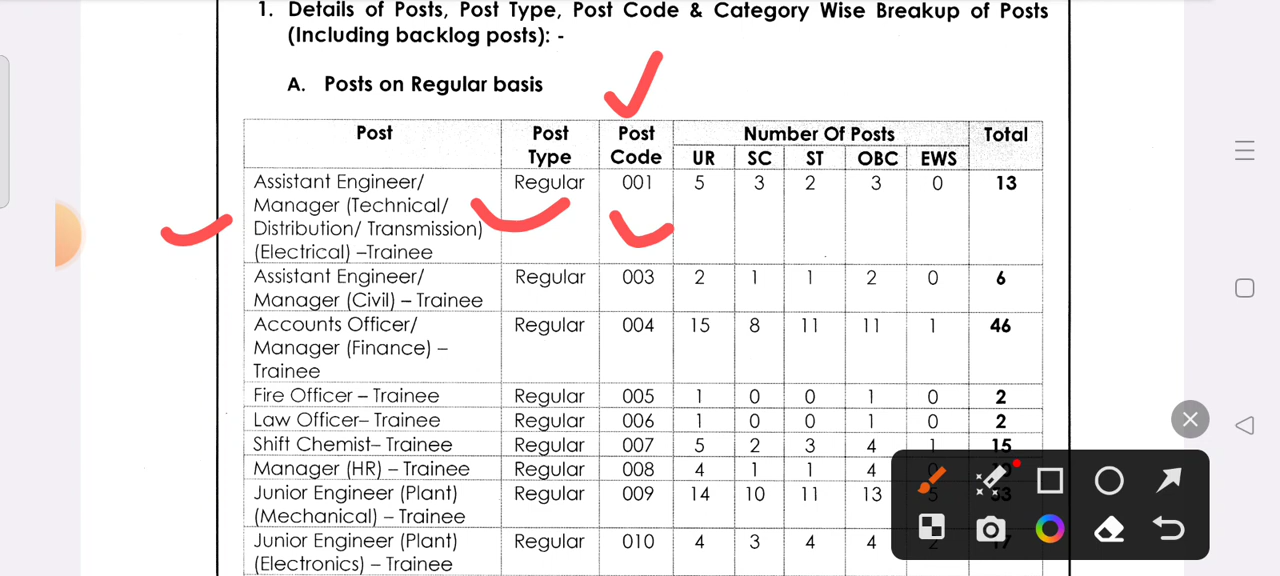 1. Details of Posts, Post Type, Post Code & Category Wise Breakup of Posts
(Including backlog posts): -
A. Posts on Regular basis
Post Post Type Post Code Number Of Posts Total
UR SC ST OBC EWS
Assistant Engineer/ Regular 001 5 3 2 3 0 13
Manager (Technical/
Distribution/ Transmission)
(Electrical) –Trainee
Assistant Engineer/ Regular 003 2 1 1 2 0 6
Manager (Civil) – Trainee
Accounts Officer/ Regular 004 15 8 11 11 1 46
Manager (Finance) –
Trainee
Fire Officer – Trainee Regular 005 1 0 0 1 0 2
Law Officer– Trainee Regular 006 1 0 0 1 0 2
Shift Chemist– Trainee Regular 007 5 2 3 4 1 15
Manager (HR) – Trainee Regular 008 4 1 1 4
Junior Engineer (Plant) Regular 009 14 10 11 13
(Mechanical) – Trainee
Junior Engineer (Plant) Regular 010 4 3 4 4
(Electronics) – Trainee